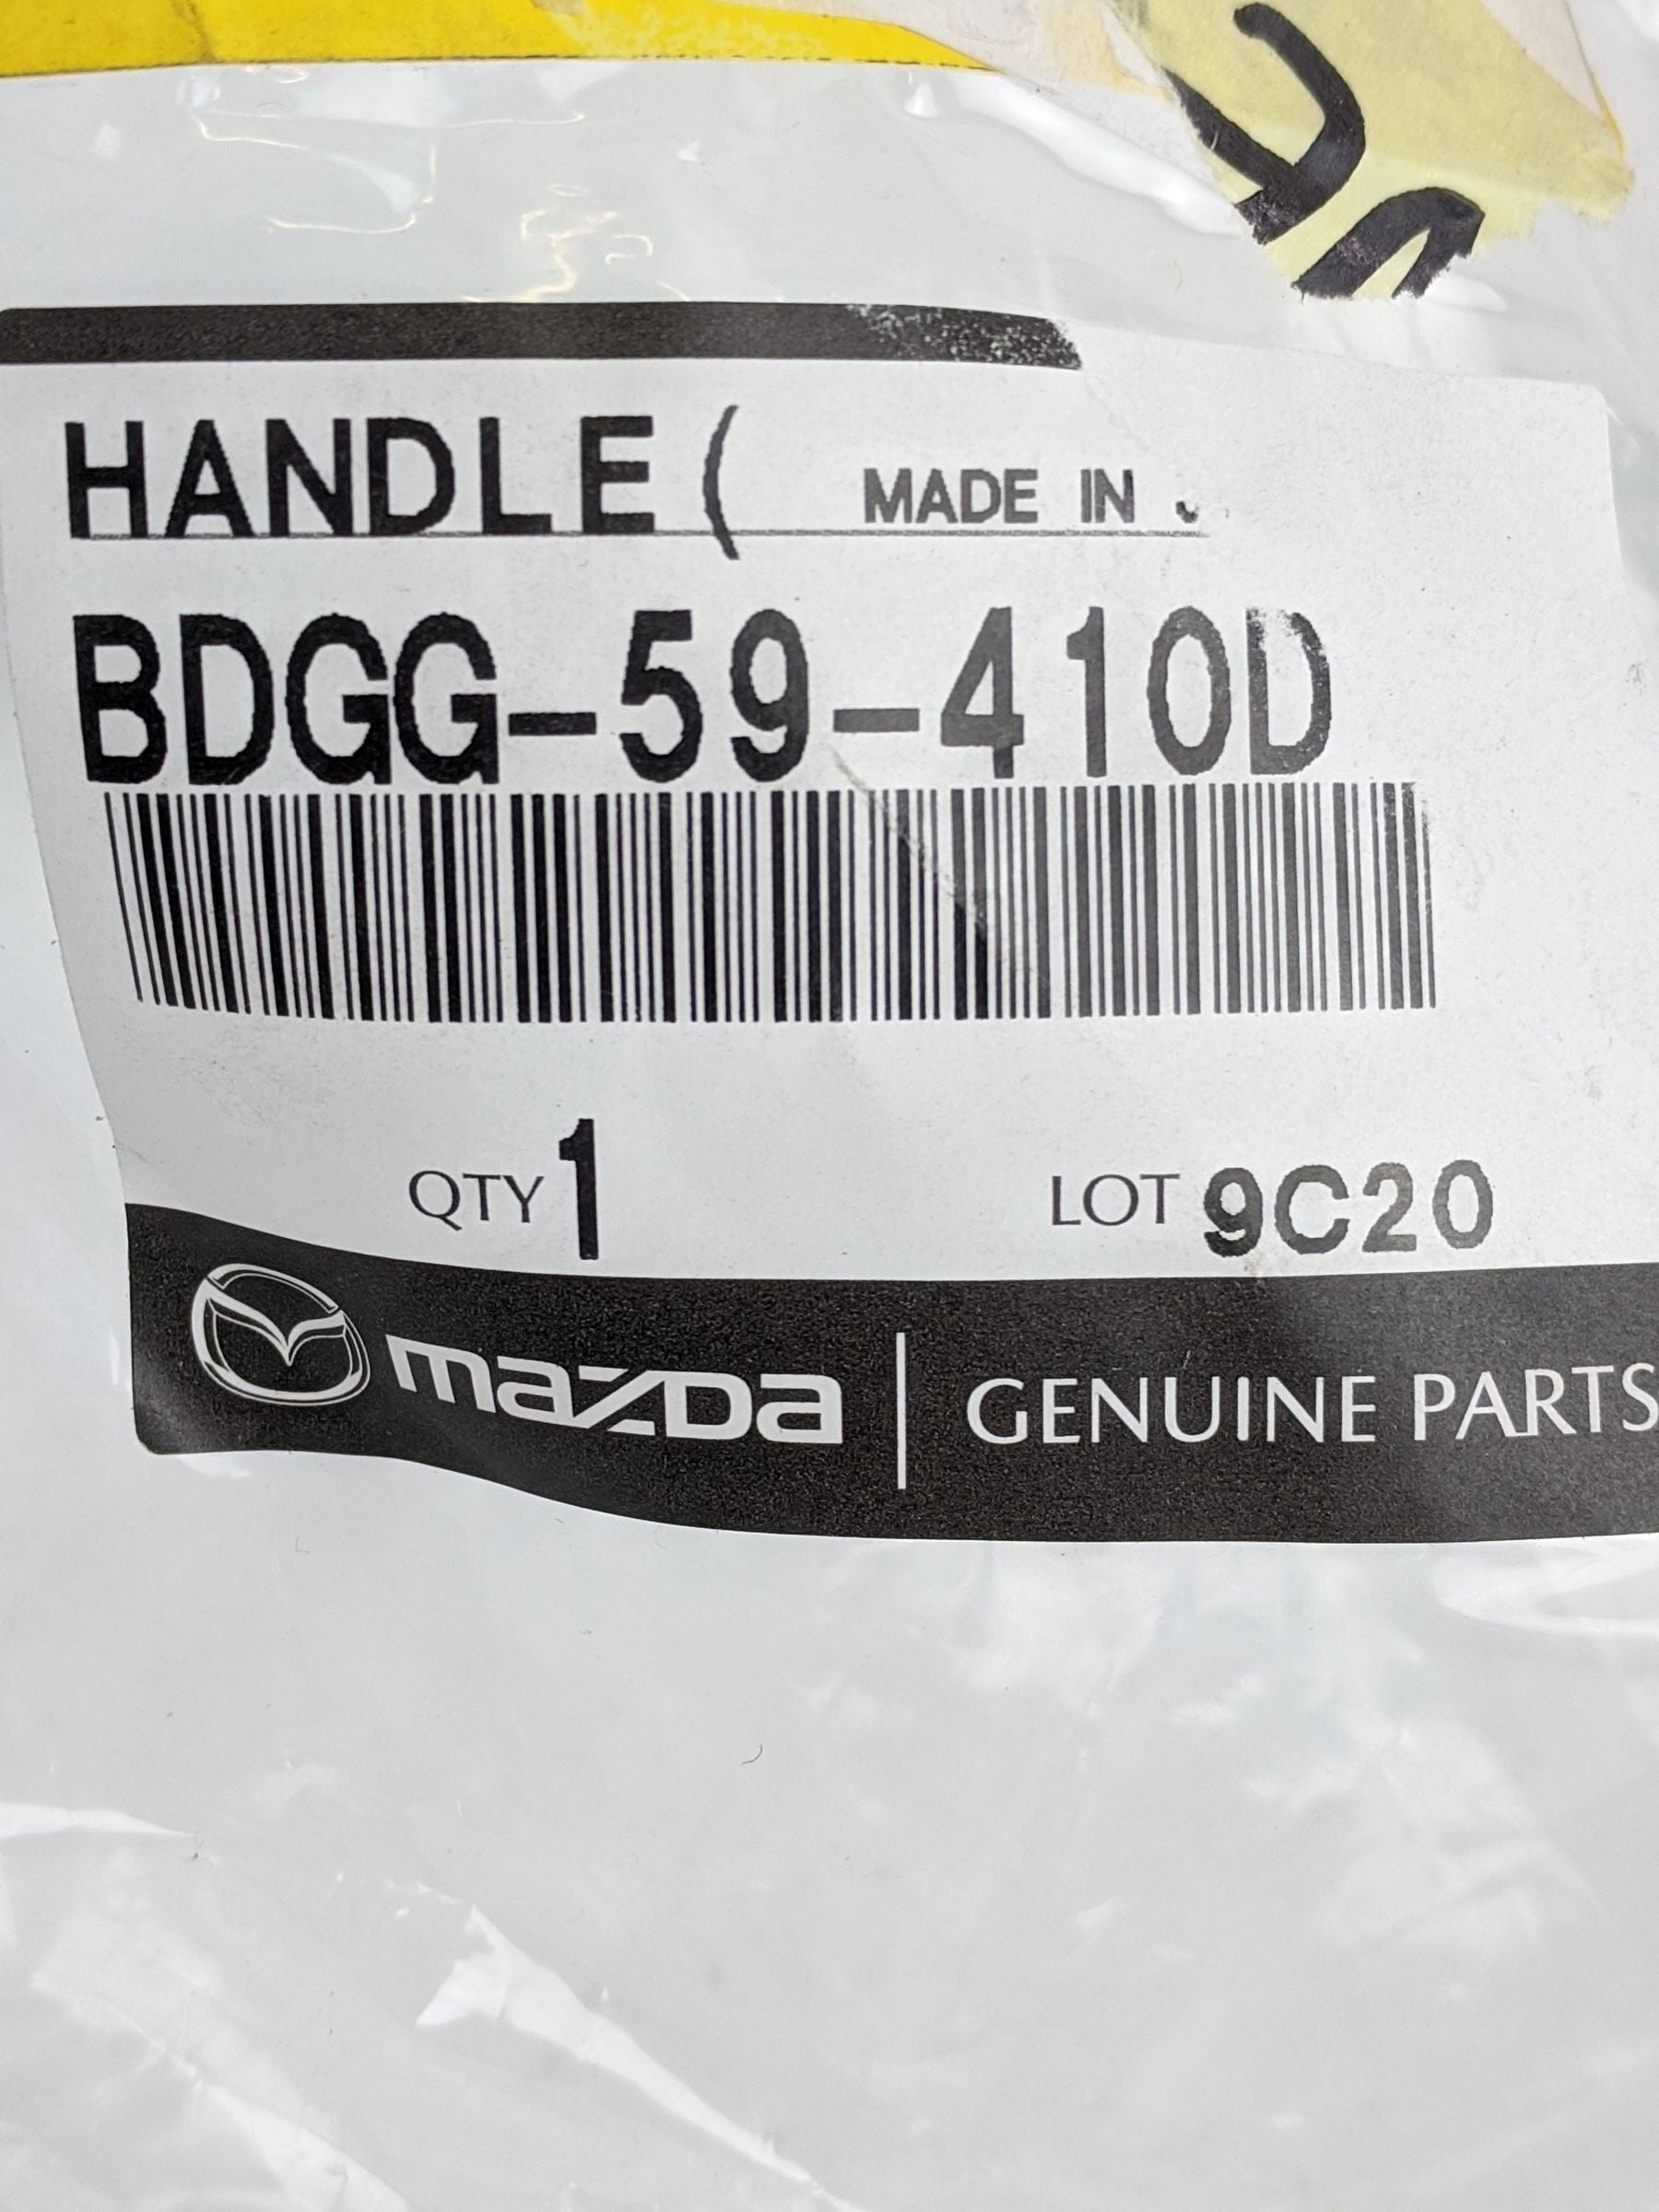 HANDLE ( MADE IN
BDGG-59-410D
QTY 1 LOT 9C20
mazda | GENUINE PARTS